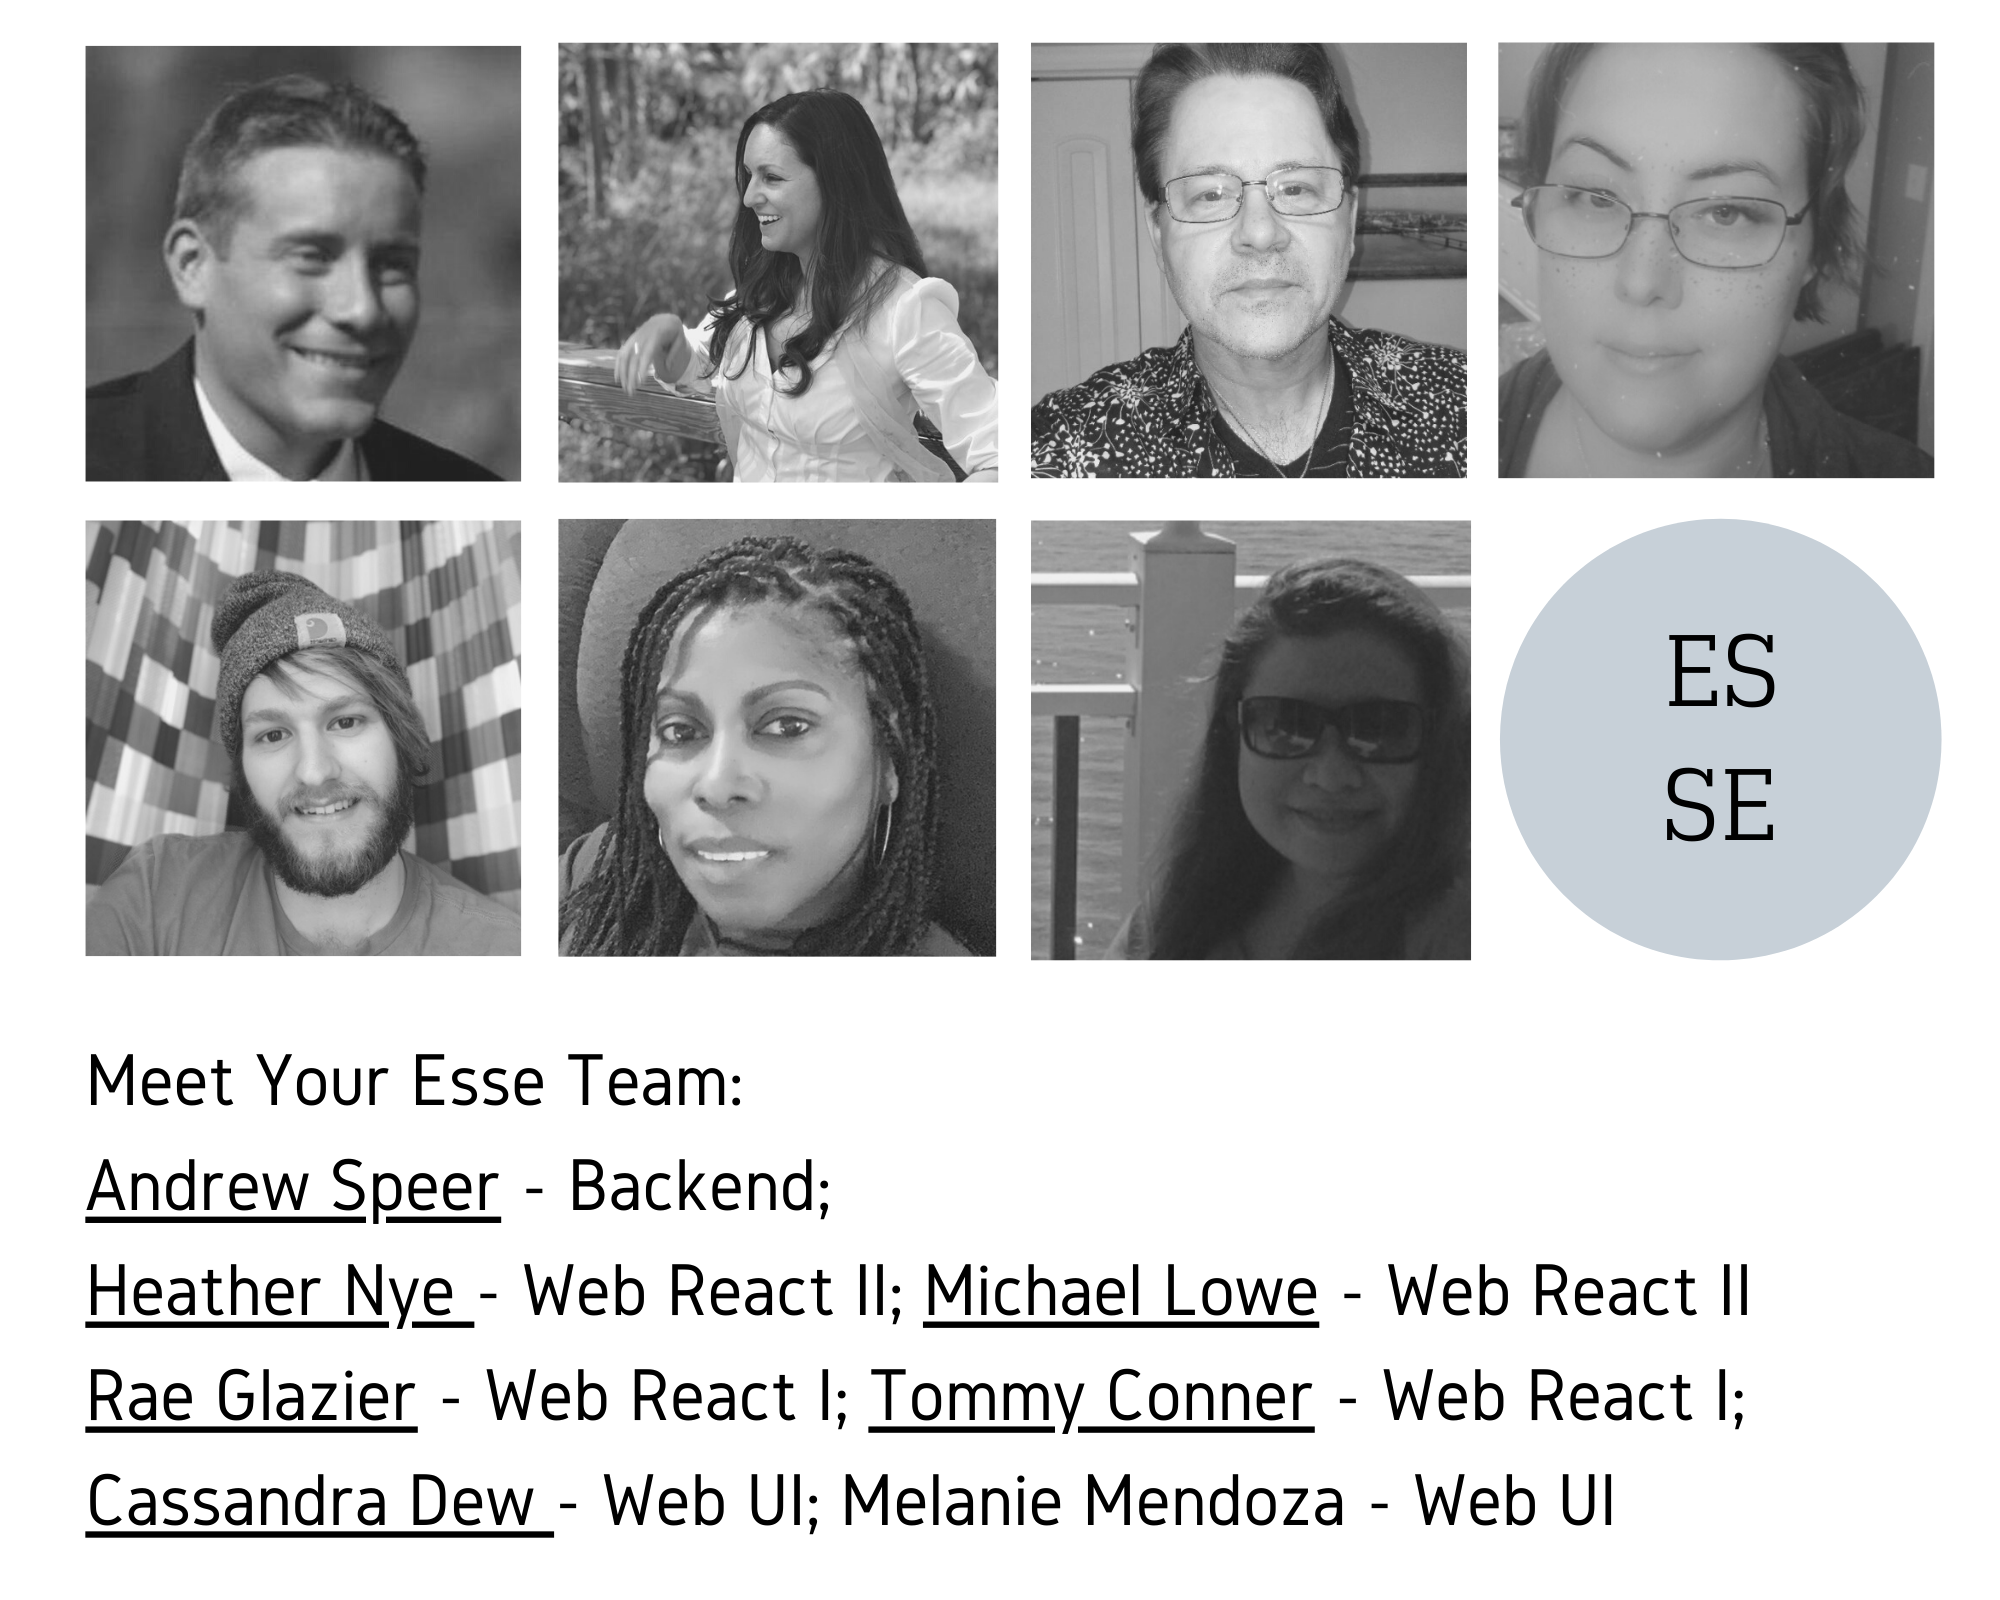 ES
SE
Meet Your Esse Team:
Andrew Speer - Backend;
Heather Nye - Web React II; Michael Lowe - Web React II
Rae Glazier - Web React I; Tommy Conner - Web React I;
Cassandra Dew - Web UI; Melanie Mendoza - Web UI